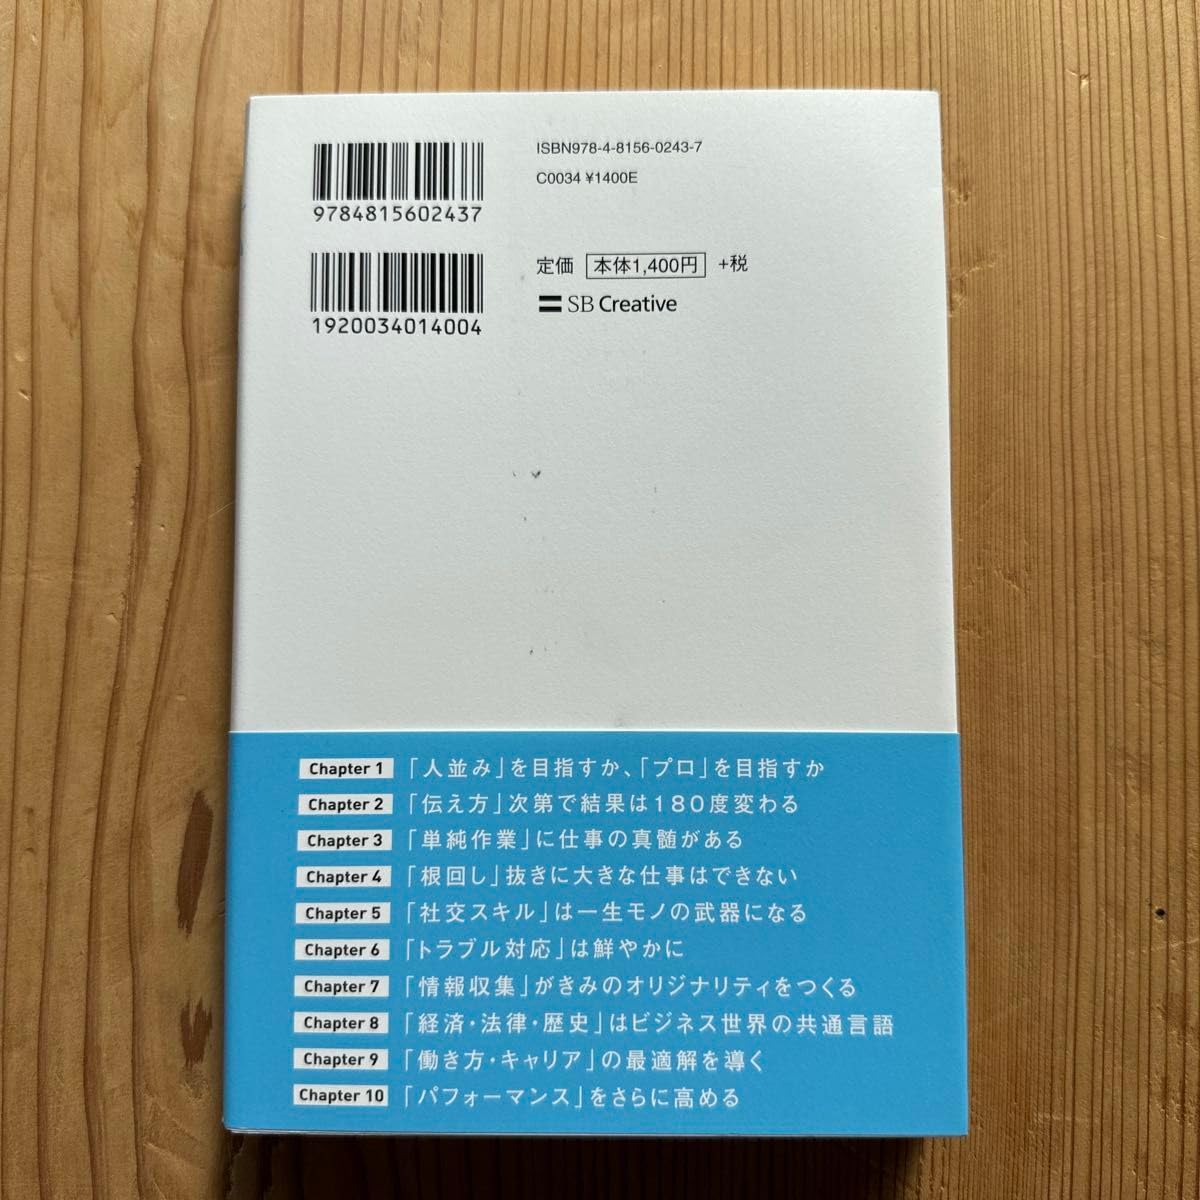 ISBN978-4-8156-0243-7
C0034 ¥1400E
9784815602437
定価 本体1,400円 +税
SB Creative
1920034014004
Chapter 1 「人並み」を目指すか、「プロ」を目指すか
Chapter 2 「伝え方」次第で結果は180度変わる
Chapter 3 「単純作業」に仕事の真髄がある
Chapter 4 「根回し」抜きに大きな仕事はできない
Chapter 5 「社交スキル」は一生モノの武器になる
Chapter 6 「トラブル対応」は鮮やかに
Chapter 7 「情報収集」がきみのオリジナリティをつくる
Chapter 8 「経済・法律・歴史」はビジネス世界の共通言語
Chapter 9 「働き方・キャリア」の最適解を導く
Chapter 10 「パフォーマンス」をさらに高める